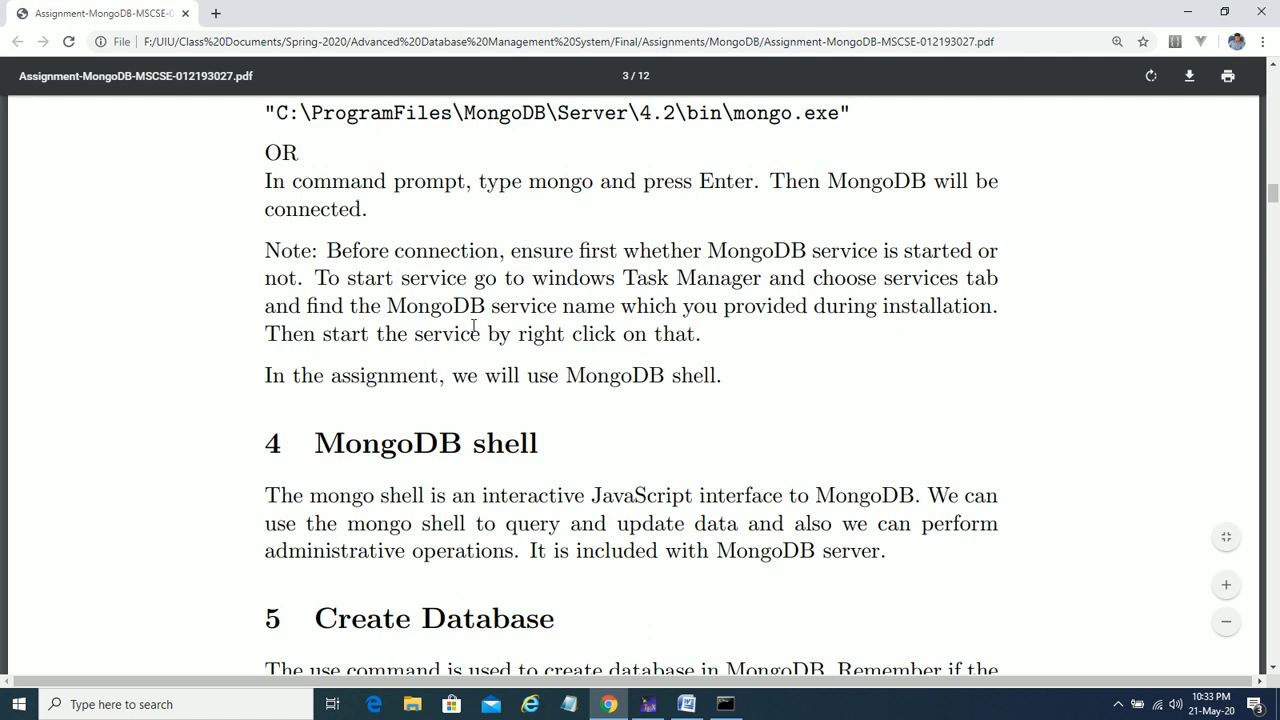 Assignment-MongoDB-MSCSE-0
File
F:/UIU/Class%20Documents/Spring-2020/Advanced%20Database%20Management%20System/Final/Assignments/MongoDB/Assignment-MongoDB-MSCSE-012193027.pdf
Assignment-MongoDB-MSCSE-012193027.pdf
3 / 12
"C:\ProgramFiles\MongoDB\Server\4.2\bin\mongo.exe"
OR
In command prompt, type mongo and press Enter. Then MongoDB will be
connected.
Note: Before connection, ensure first whether MongoDB service is started or
not. To start service go to windows Task Manager and choose services tab
and find the MongoDB service name which you provided during installation.
Then start the service by right click on that.
In the assignment, we will use MongoDB shell.
4 MongoDB shell
The mongo shell is an interactive JavaScript interface to MongoDB. We can
use the mongo shell to query and update data and also we can perform
administrative operations. It is included with MongoDB server.
5 Create Database
The use command is used to create database in MongoDB. Remember if the
Type here to search
10:33 PM
21-May-20
3